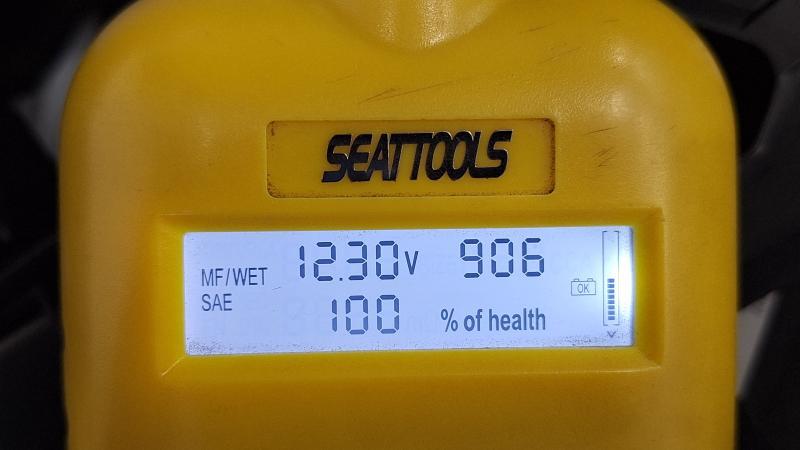 SEATTOOLS
MF/WET 12.30V 906
SAE 100 % of health
OK